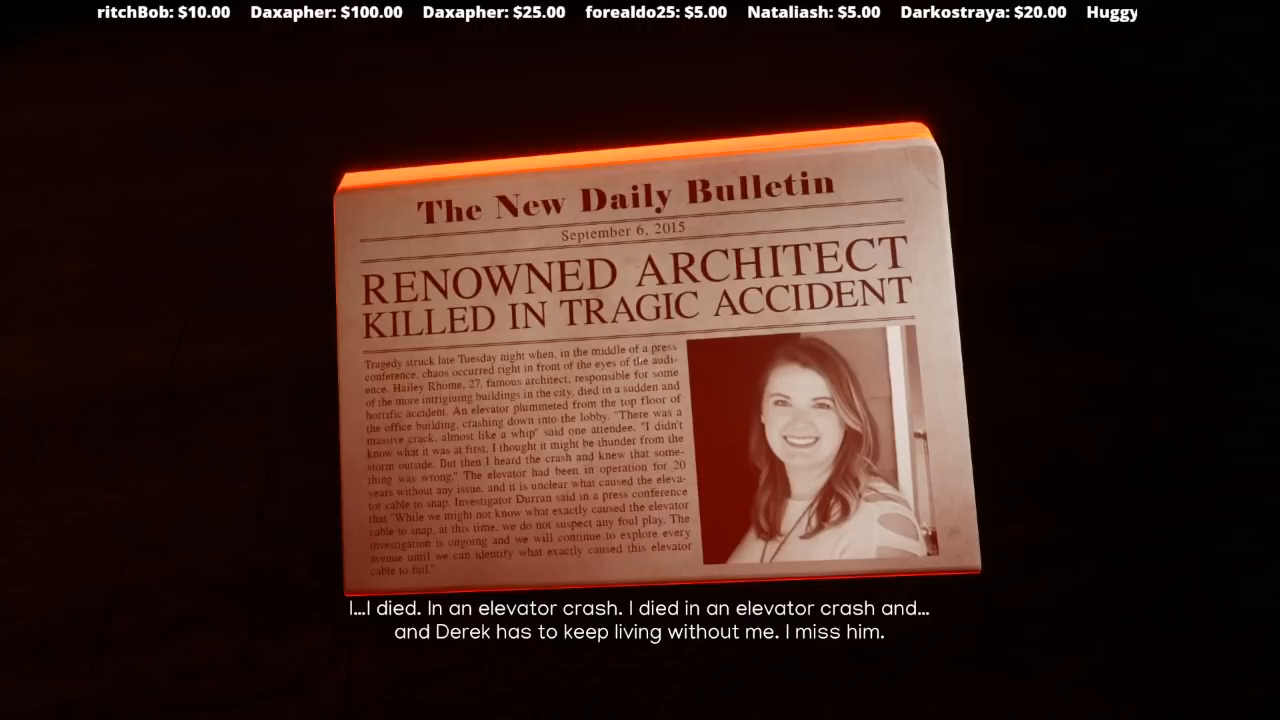 ritchBob: $10.00 Daxapher: $100.00 Daxapher: $25.00 forealdo25: $5.00 Nataliash: $5.00 Darkostraya: $20.00 Huggy
The New Daily Bulletin
September 6, 2015
RENOWNED ARCHITECT
KILLED IN TRAGIC ACCIDENT
Tragedy struck late Tuesday night when, in the middle of a press
conference, chaos occurred right in front of the eyes of the audi-
ence. Hailey Rhome, 27, famous architect, responsible for some
of the more intrigiuing buildings in the city, died in a sudden and
horrific accident. An elevator plummeted from the top floor of
the office building, crashing down into the lobby. "There was a
massive crack, almost like a whip" said one attendee. "I didn't
know what it was at first, I thought it might be thunder from the
storm outside. But then I heard the crash and knew that some-
thing was wrong." The elevator had been in operation for 20
years without any issue, and it is unclear what caused the eleva-
tor cable to snap. Investigator Durran said in a press conference
that "While we might not know what exactly caused the elevator
cable to snap, at this time, we do not suspect any foul play. The
investigation is ongoing and we will continue to explore every
avenue until we can identify what exactly caused this elevator
cable to fail."
I...I died. In an elevator crash. I died in an elevator crash and...
and Derek has to keep living without me. I miss him.